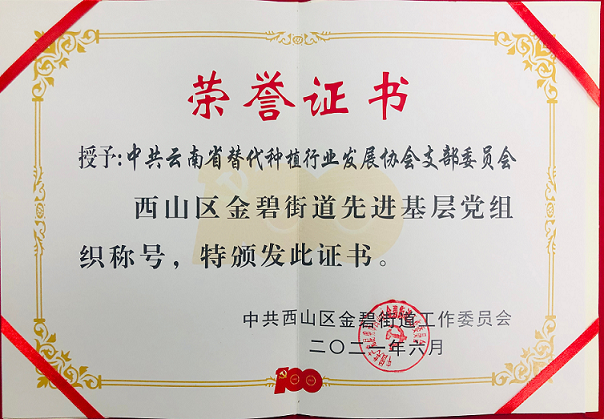 荣誉证书
授予:中共云南省替代种植行业发展协会支部委员会
西山区金碧街道先进基层党组
织称号，特颁发此证书。
中共西山区金碧街道工作委员会
二〇二一年六月
100